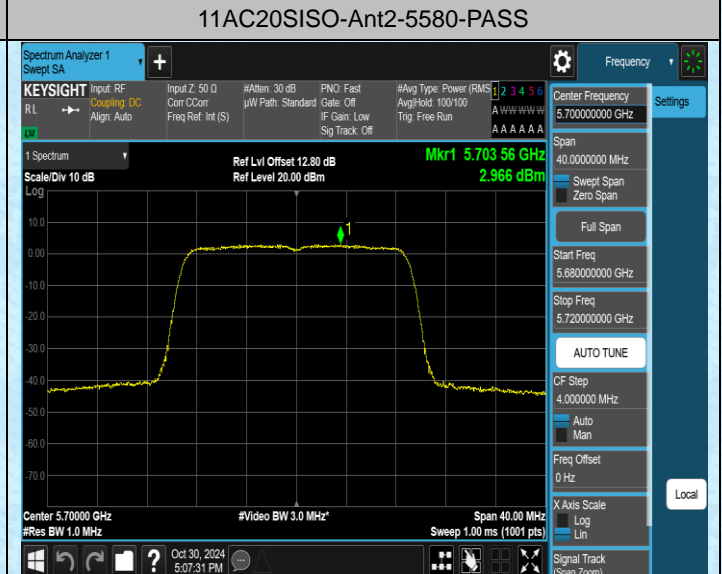 11AC20SISO-Ant2-5580-PASS
Spectrum Analyzer 1
Swept SA
Frequency
KEYSIGHT
RL
Input: RF
Coupling: DC
Align: Auto
Input Z: 50 Ω
Corr CCorr
Freq Ref: Int (S)
#Atten: 30 dB
µW Path: Standard
PNO: Fast
Gate: Off
IF Gain: Low
Sig Track: Off
#Avg Type: Power (RMS
Avg|Hold: 100/100
Trig: Free Run
1 2 3 4 5 6
A W W W W W
A A A A A A
1 Spectrum
Scale/Div 10 dB
Log
Ref Lvl Offset 12.80 dB
Ref Level 20.00 dBm
Mkr1 5.703 56 GHz
2.966 dBm
1
10.0
0.00
-10.0
-20.0
-30.0
-40.0
-50.0
-60.0
-70.0
Center 5.70000 GHz
#Res BW 1.0 MHz
#Video BW 3.0 MHz*
Span 40.00 MHz
Sweep 1.00 ms (1001 pts)
Oct 30, 2024
5:07:31 PM
Center Frequency
5.700000000 GHz
Settings
Span
40.0000000 MHz
Swept Span
Zero Span
Full Span
Start Freq
5.680000000 GHz
Stop Freq
5.720000000 GHz
AUTO TUNE
CF Step
4.000000 MHz
Auto
Man
Freq Offset
0 Hz
X Axis Scale
Log
Lin
Local
Signal Track
(Span Zoom)